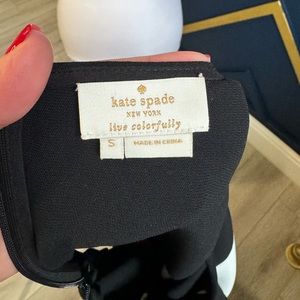 kate spade
NEW YORK
live colorfully
S
MADE IN CHINA